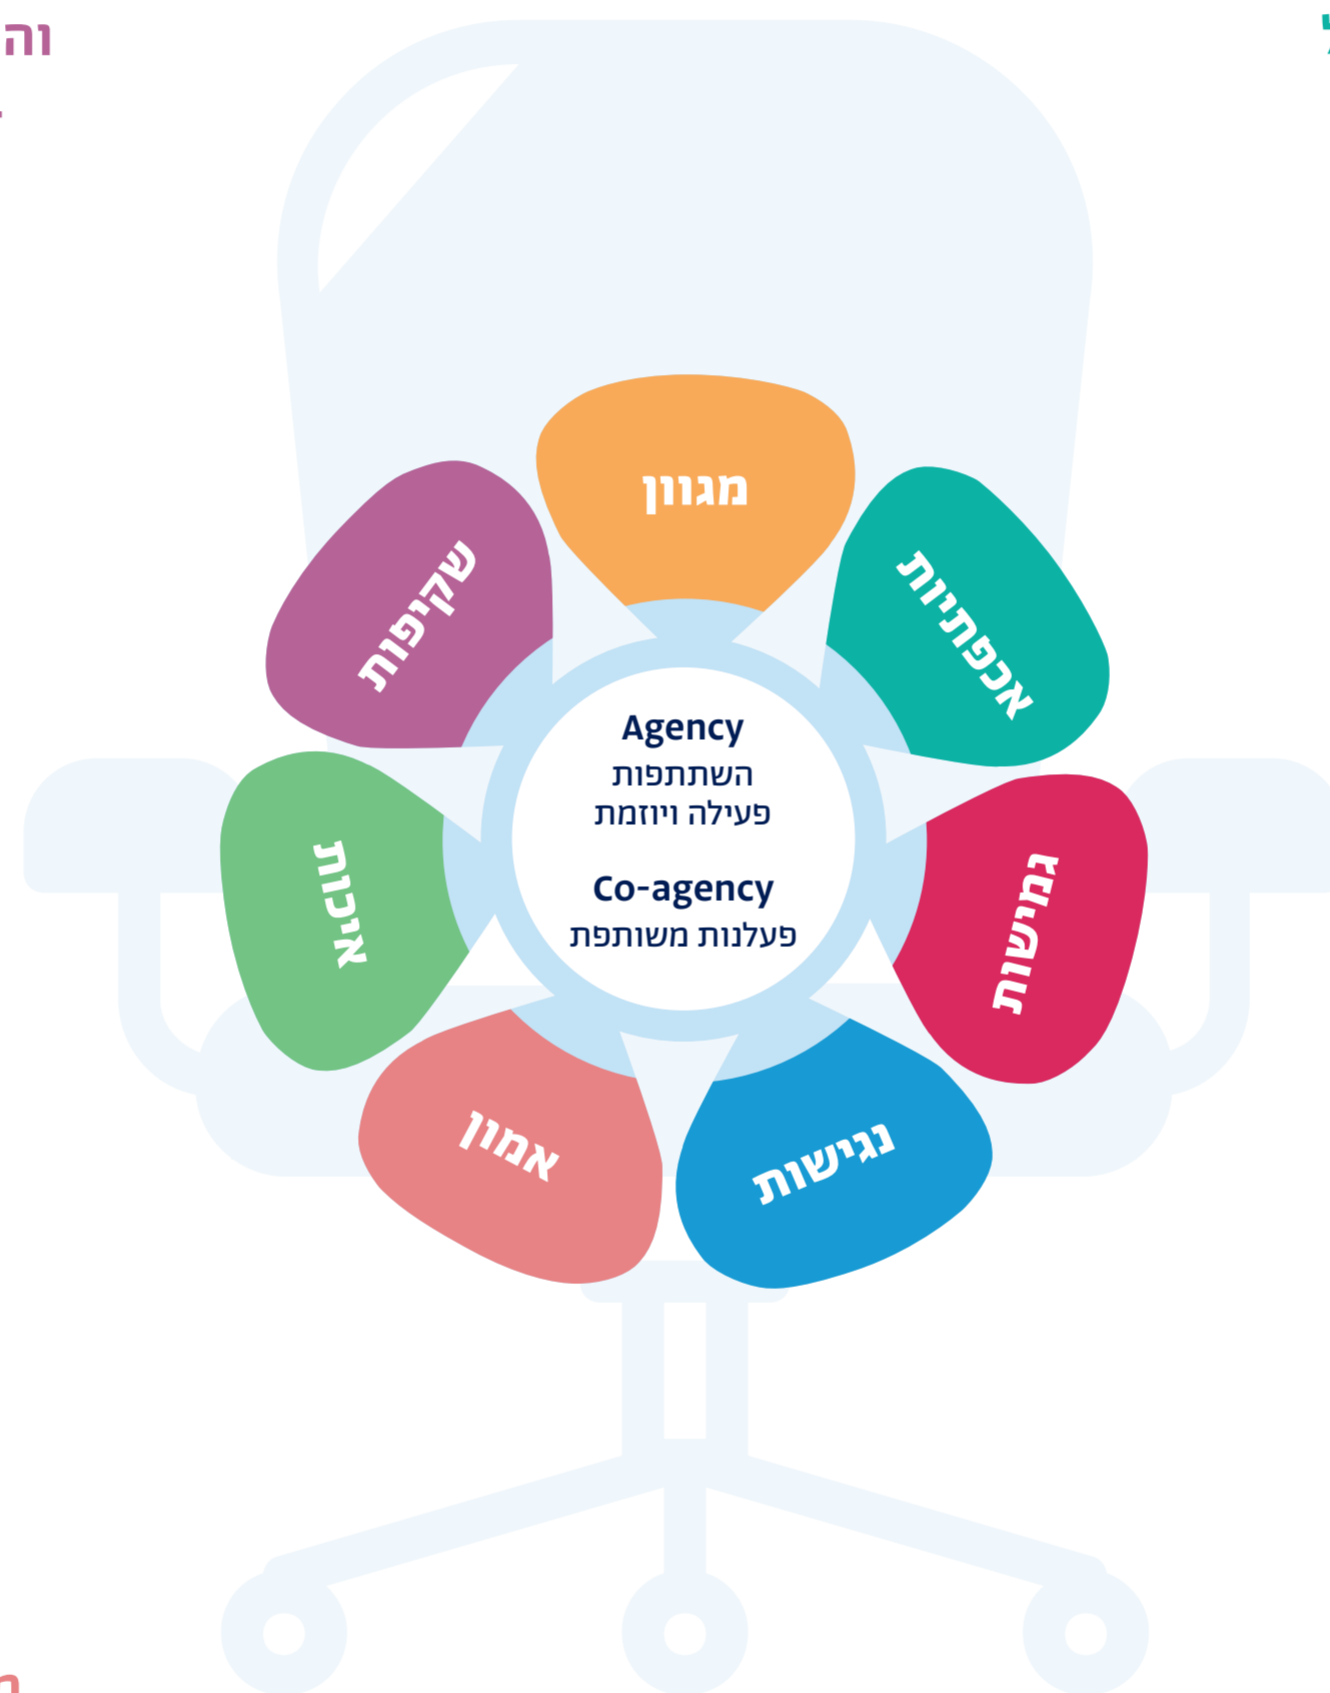 מגוון
אכפתיות
גמישות
נגישות
אמון
איכות
שקיפות
Agency
השתתפות
פעילה ויוזמת
Co-agency
פעלנות משותפת